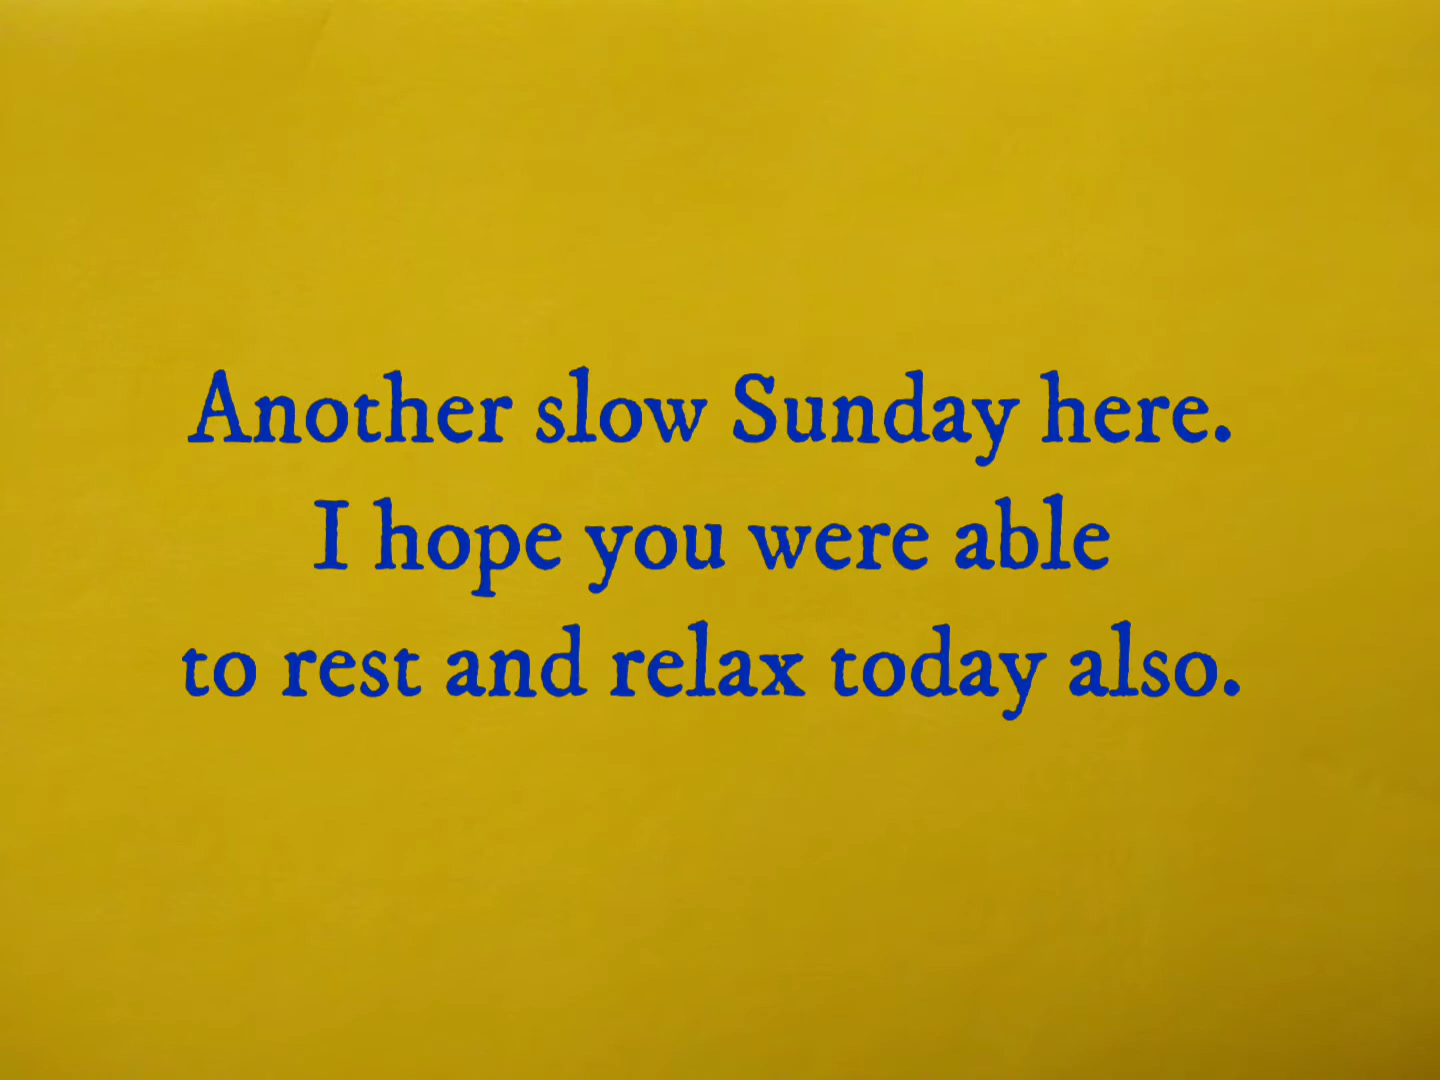 Another slow Sunday here.
I hope you were able
to rest and relax today also.